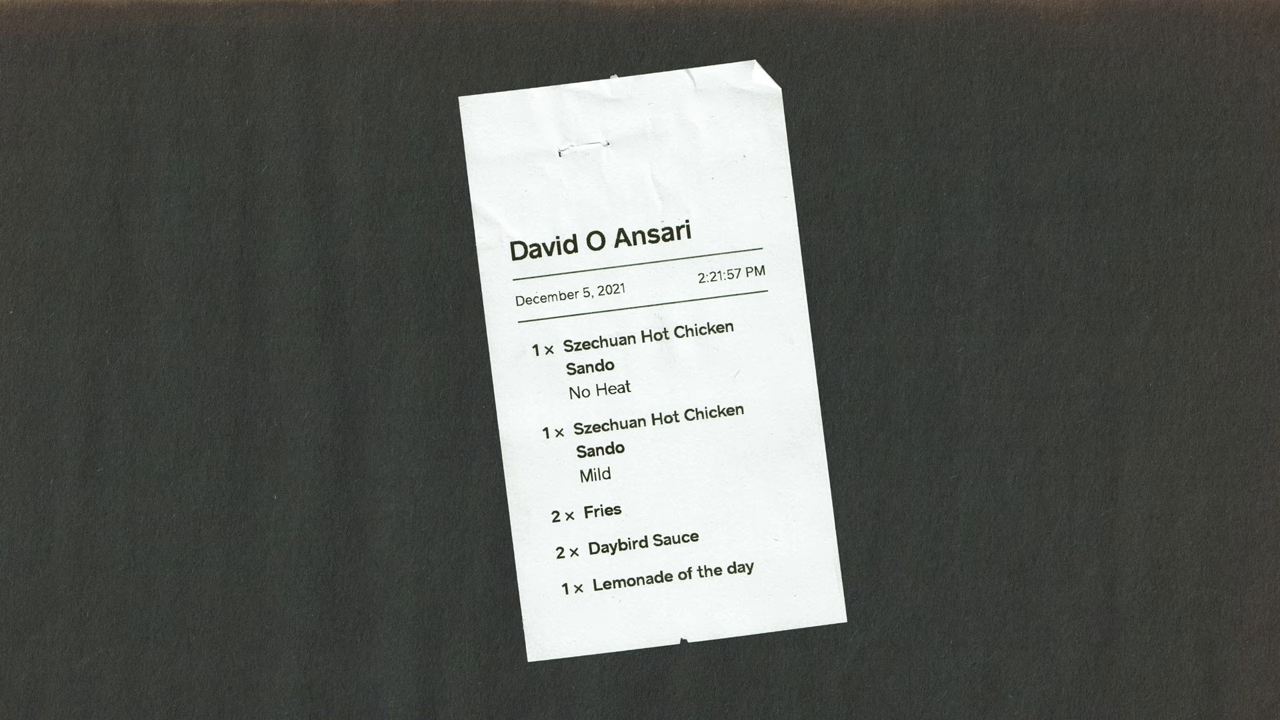 David O Ansari
December 5, 2021 2:21:57 PM
1 × Szechuan Hot Chicken
Sando
No Heat
1 × Szechuan Hot Chicken
Sando
Mild
2 × Fries
2 × Daybird Sauce
1 × Lemonade of the day